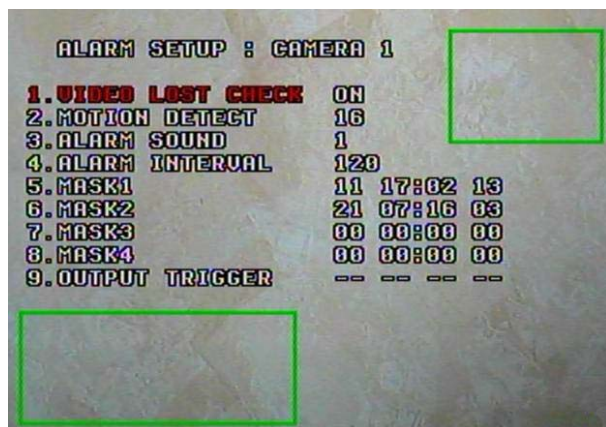 ALARM SETUP : CAMERA 1
1.VIDEO LOST CHECK ON
2.MOTION DETECT 16
3.ALARM SOUND 1
4.ALARM INTERVAL 120
5.MASK1 11 17:02 13
6.MASK2 21 07:16 03
7.MASK3 00 00:00 00
8.MASK4 00 00:00 00
9.OUTPUT TRIGGER -- -- -- --